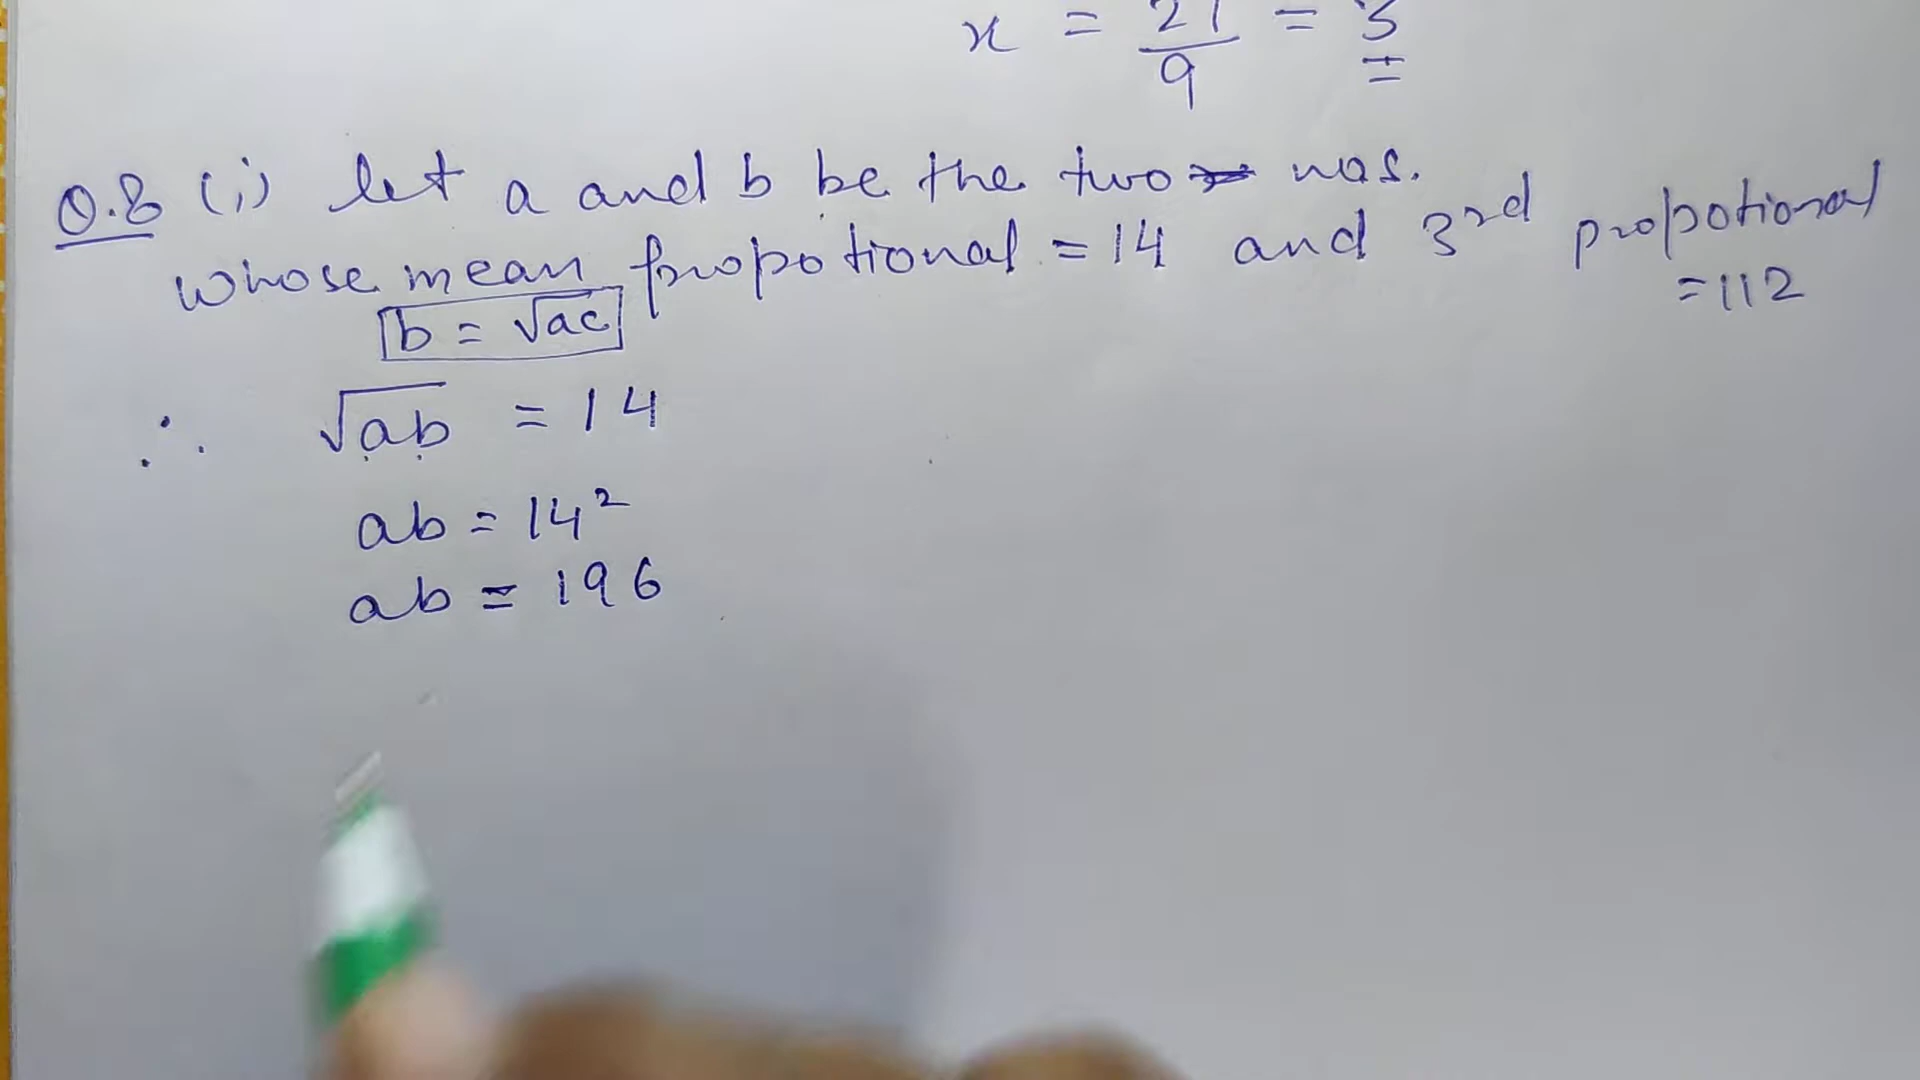 x = 21/9 = 3
Q.8 (i) let a and b be the two nos.
whose mean propotional = 14 and 3rd propotional
= 112
b = √ac
∴ √ab = 14
ab = 14²
ab = 196